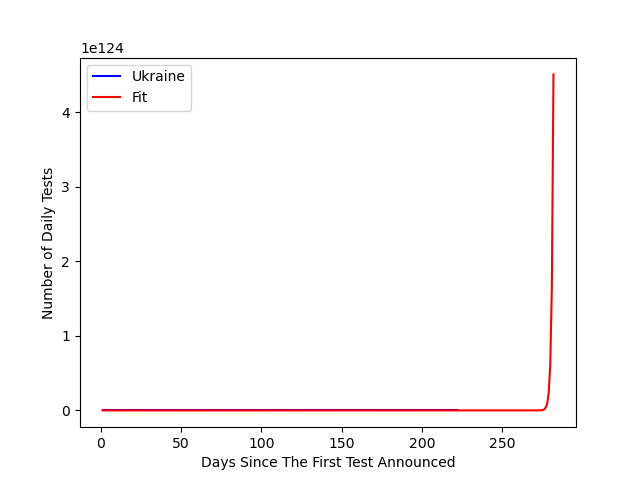 1e124
Ukraine
Fit
4
3
2
1
0
Number of Daily Tests
0 50 100 150 200 250
Days Since The First Test Announced